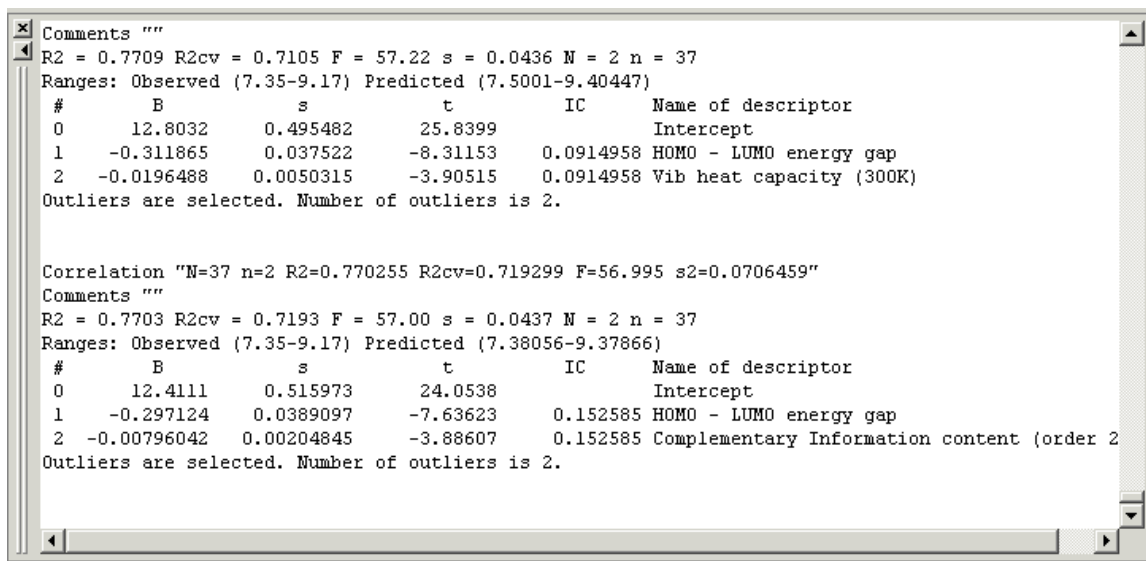 Comments ""
R2 = 0.7709 R2cv = 0.7105 F = 57.22 s = 0.0436 N = 2 n = 37
Ranges: Observed (7.35-9.17) Predicted (7.5001-9.40447)
# B s t IC Name of descriptor
0 12.8032 0.495482 25.8399 Intercept
1 -0.311865 0.037522 -8.31153 0.0914958 HOMO - LUMO energy gap
2 -0.0196488 0.0050315 -3.90515 0.0914958 Vib heat capacity (300K)
Outliers are selected. Number of outliers is 2.
Correlation "N=37 n=2 R2=0.770255 R2cv=0.719299 F=56.995 s2=0.0706459"
Comments ""
R2 = 0.7703 R2cv = 0.7193 F = 57.00 s = 0.0437 N = 2 n = 37
Ranges: Observed (7.35-9.17) Predicted (7.38056-9.37866)
# B s t IC Name of descriptor
0 12.4111 0.515973 24.0538 Intercept
1 -0.297124 0.0389097 -7.63623 0.152585 HOMO - LUMO energy gap
2 -0.00796042 0.00204845 -3.88607 0.152585 Complementary Information content (order 2
Outliers are selected. Number of outliers is 2.